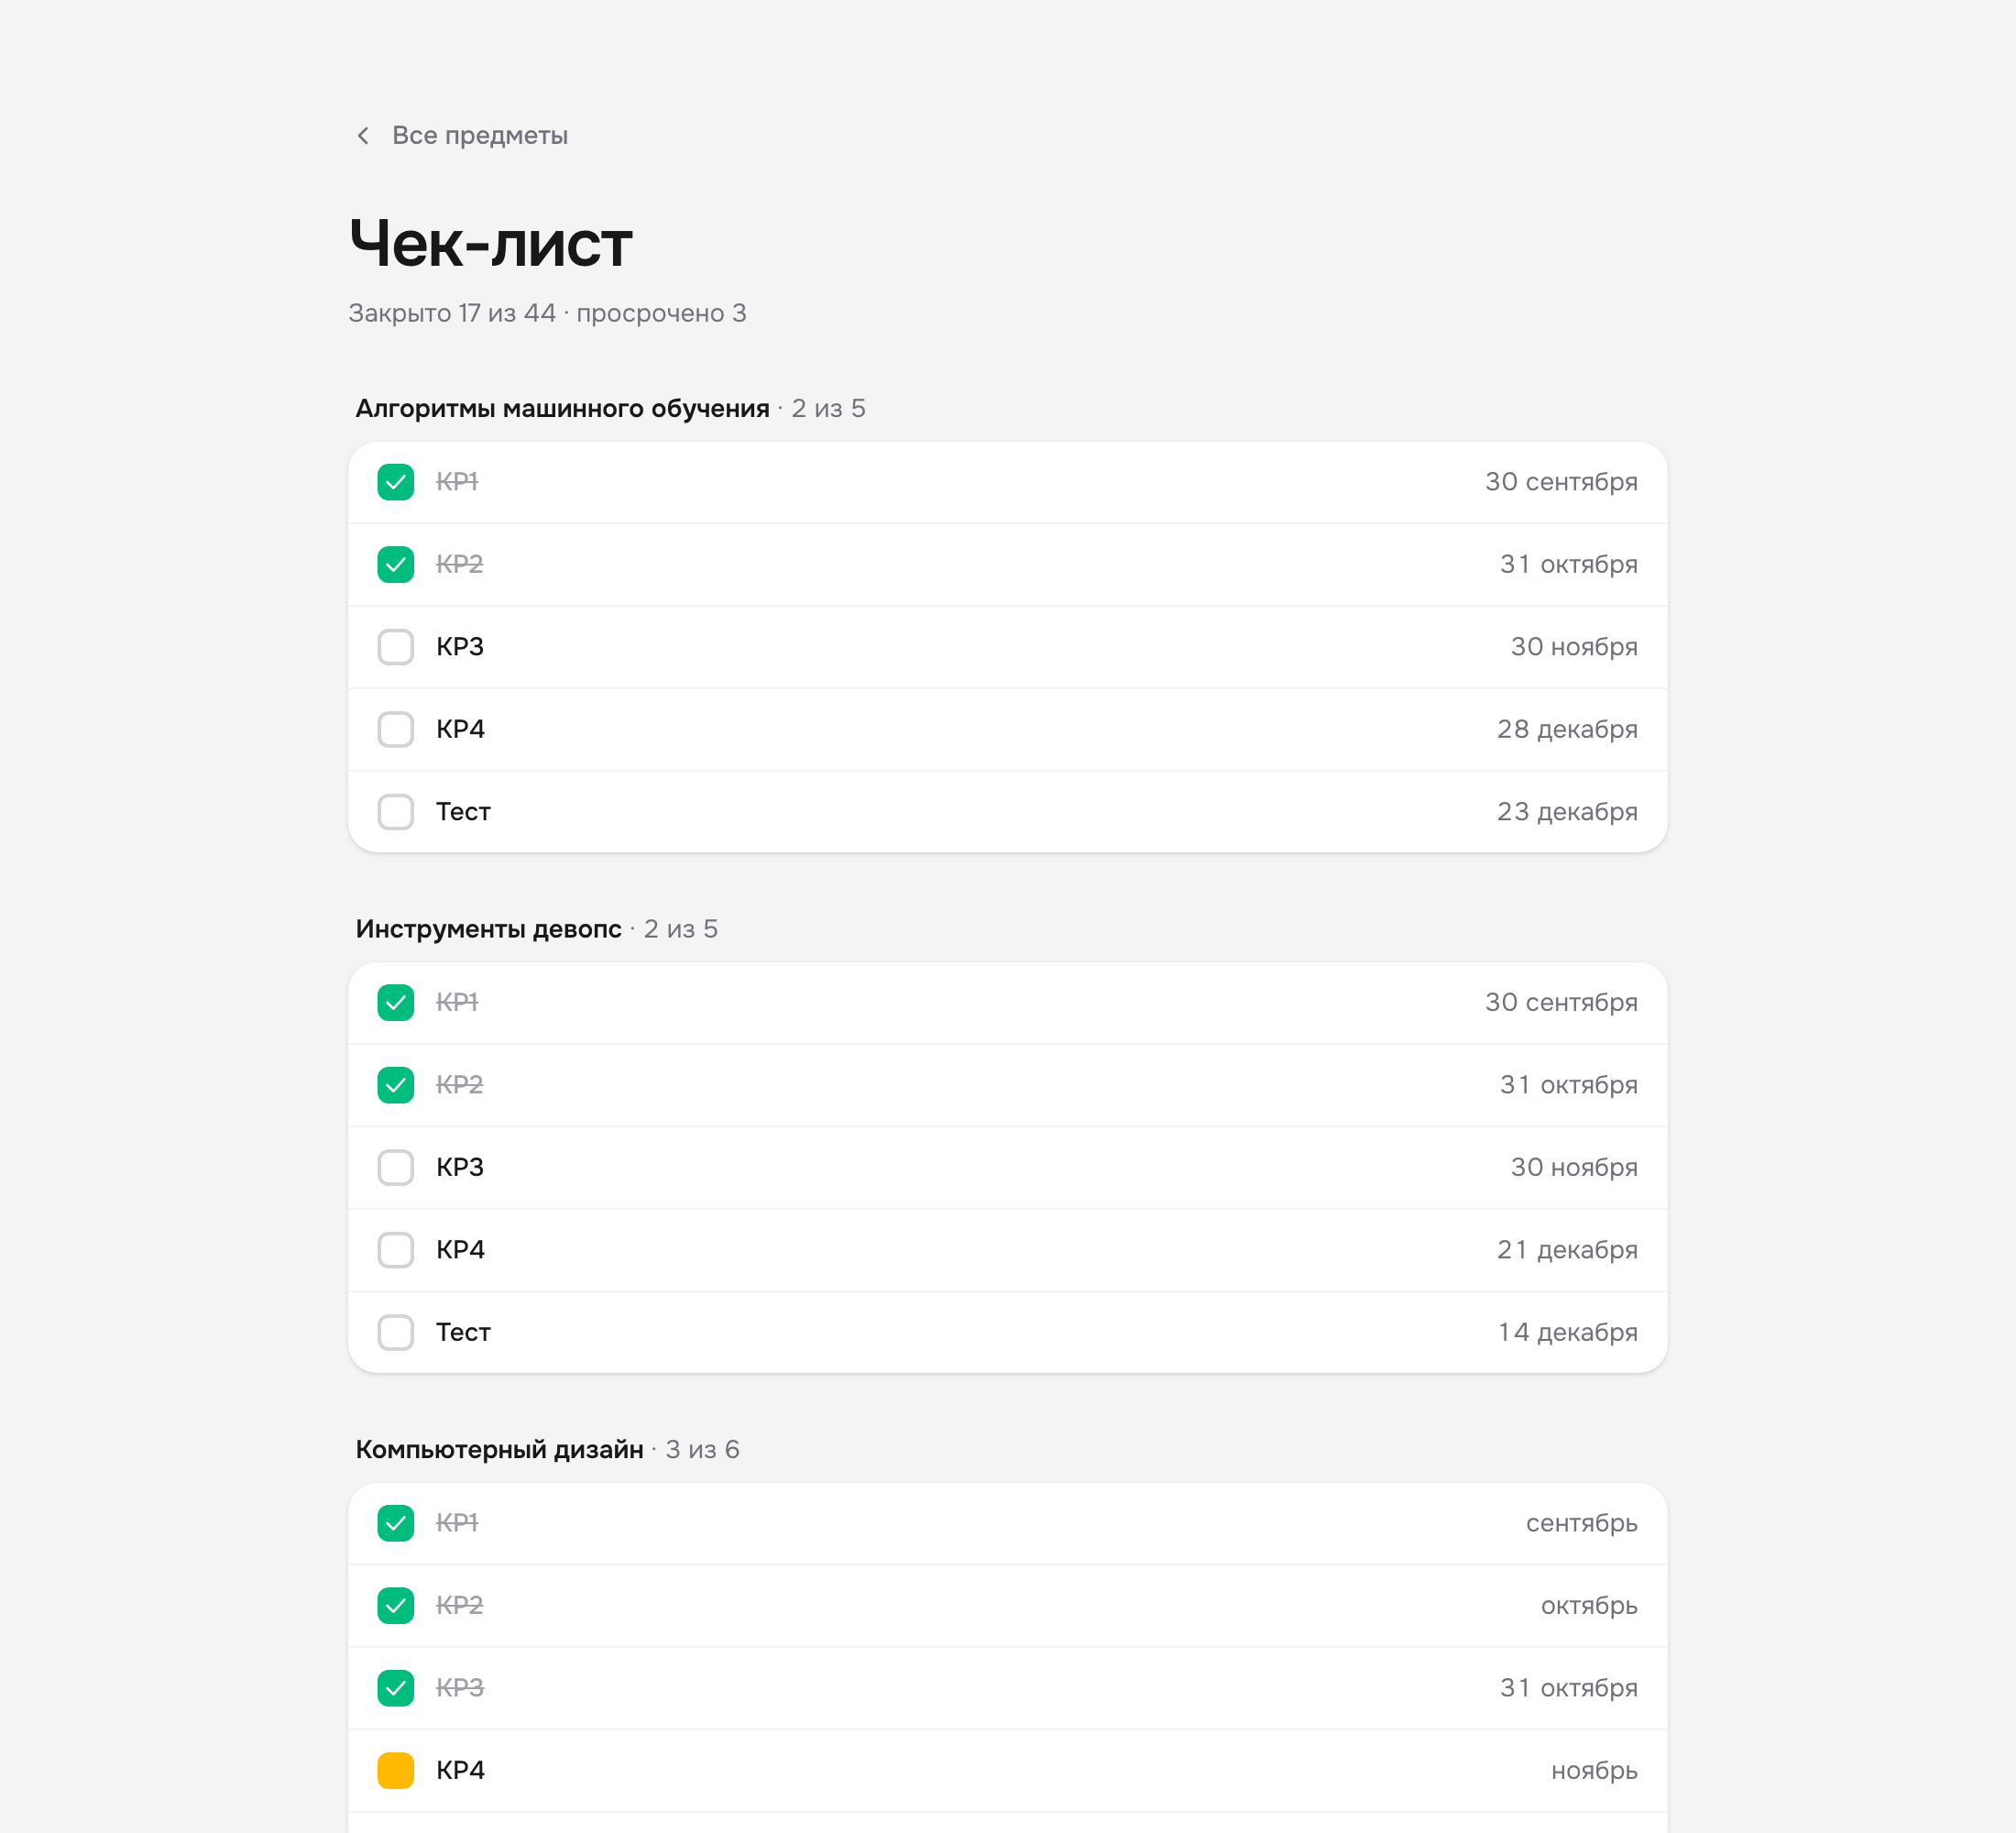 Все предметы
Чек-лист
Закрыто 17 из 44 · просрочено 3
Алгоритмы машинного обучения · 2 из 5
КР1 30 сентября
КР2 31 октября
КР3 30 ноября
КР4 28 декабря
Тест 23 декабря
Инструменты девопс · 2 из 5
КР1 30 сентября
КР2 31 октября
КР3 30 ноября
КР4 21 декабря
Тест 14 декабря
Компьютерный дизайн · 3 из 6
КР1 сентябрь
КР2 октябрь
КР3 31 октября
КР4 ноябрь